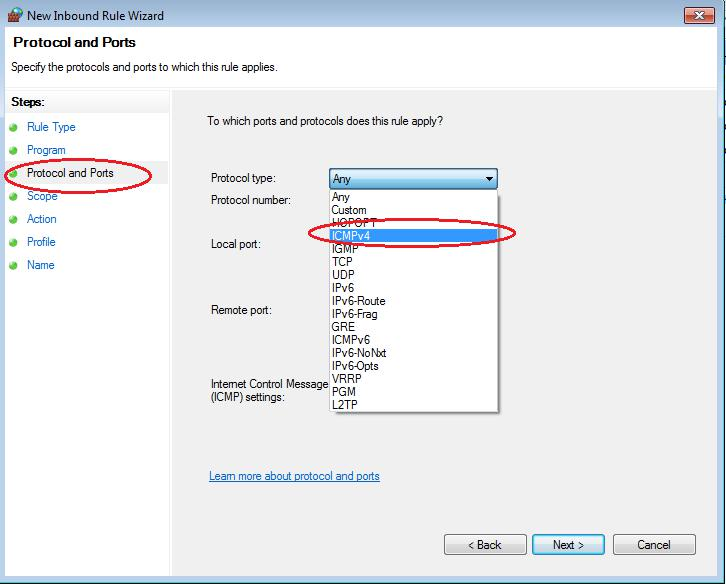 New Inbound Rule Wizard
Protocol and Ports
Specify the protocols and ports to which this rule applies.
Steps:
Rule Type
Program
Protocol and Ports
Scope
Action
Profile
Name
To which ports and protocols does this rule apply?
Protocol type:
Any
Protocol number:
Any
Custom
HOPOPT
ICMPv4
Local port:
IGMP
TCP
UDP
IPv6
IPv6-Route
Remote port:
IPv6-Frag
GRE
ICMPv6
IPv6-NoNxt
IPv6-Opts
VRRP
Internet Control Message
(ICMP) settings:
PGM
L2TP
Learn more about protocol and ports
< Back
Next >
Cancel